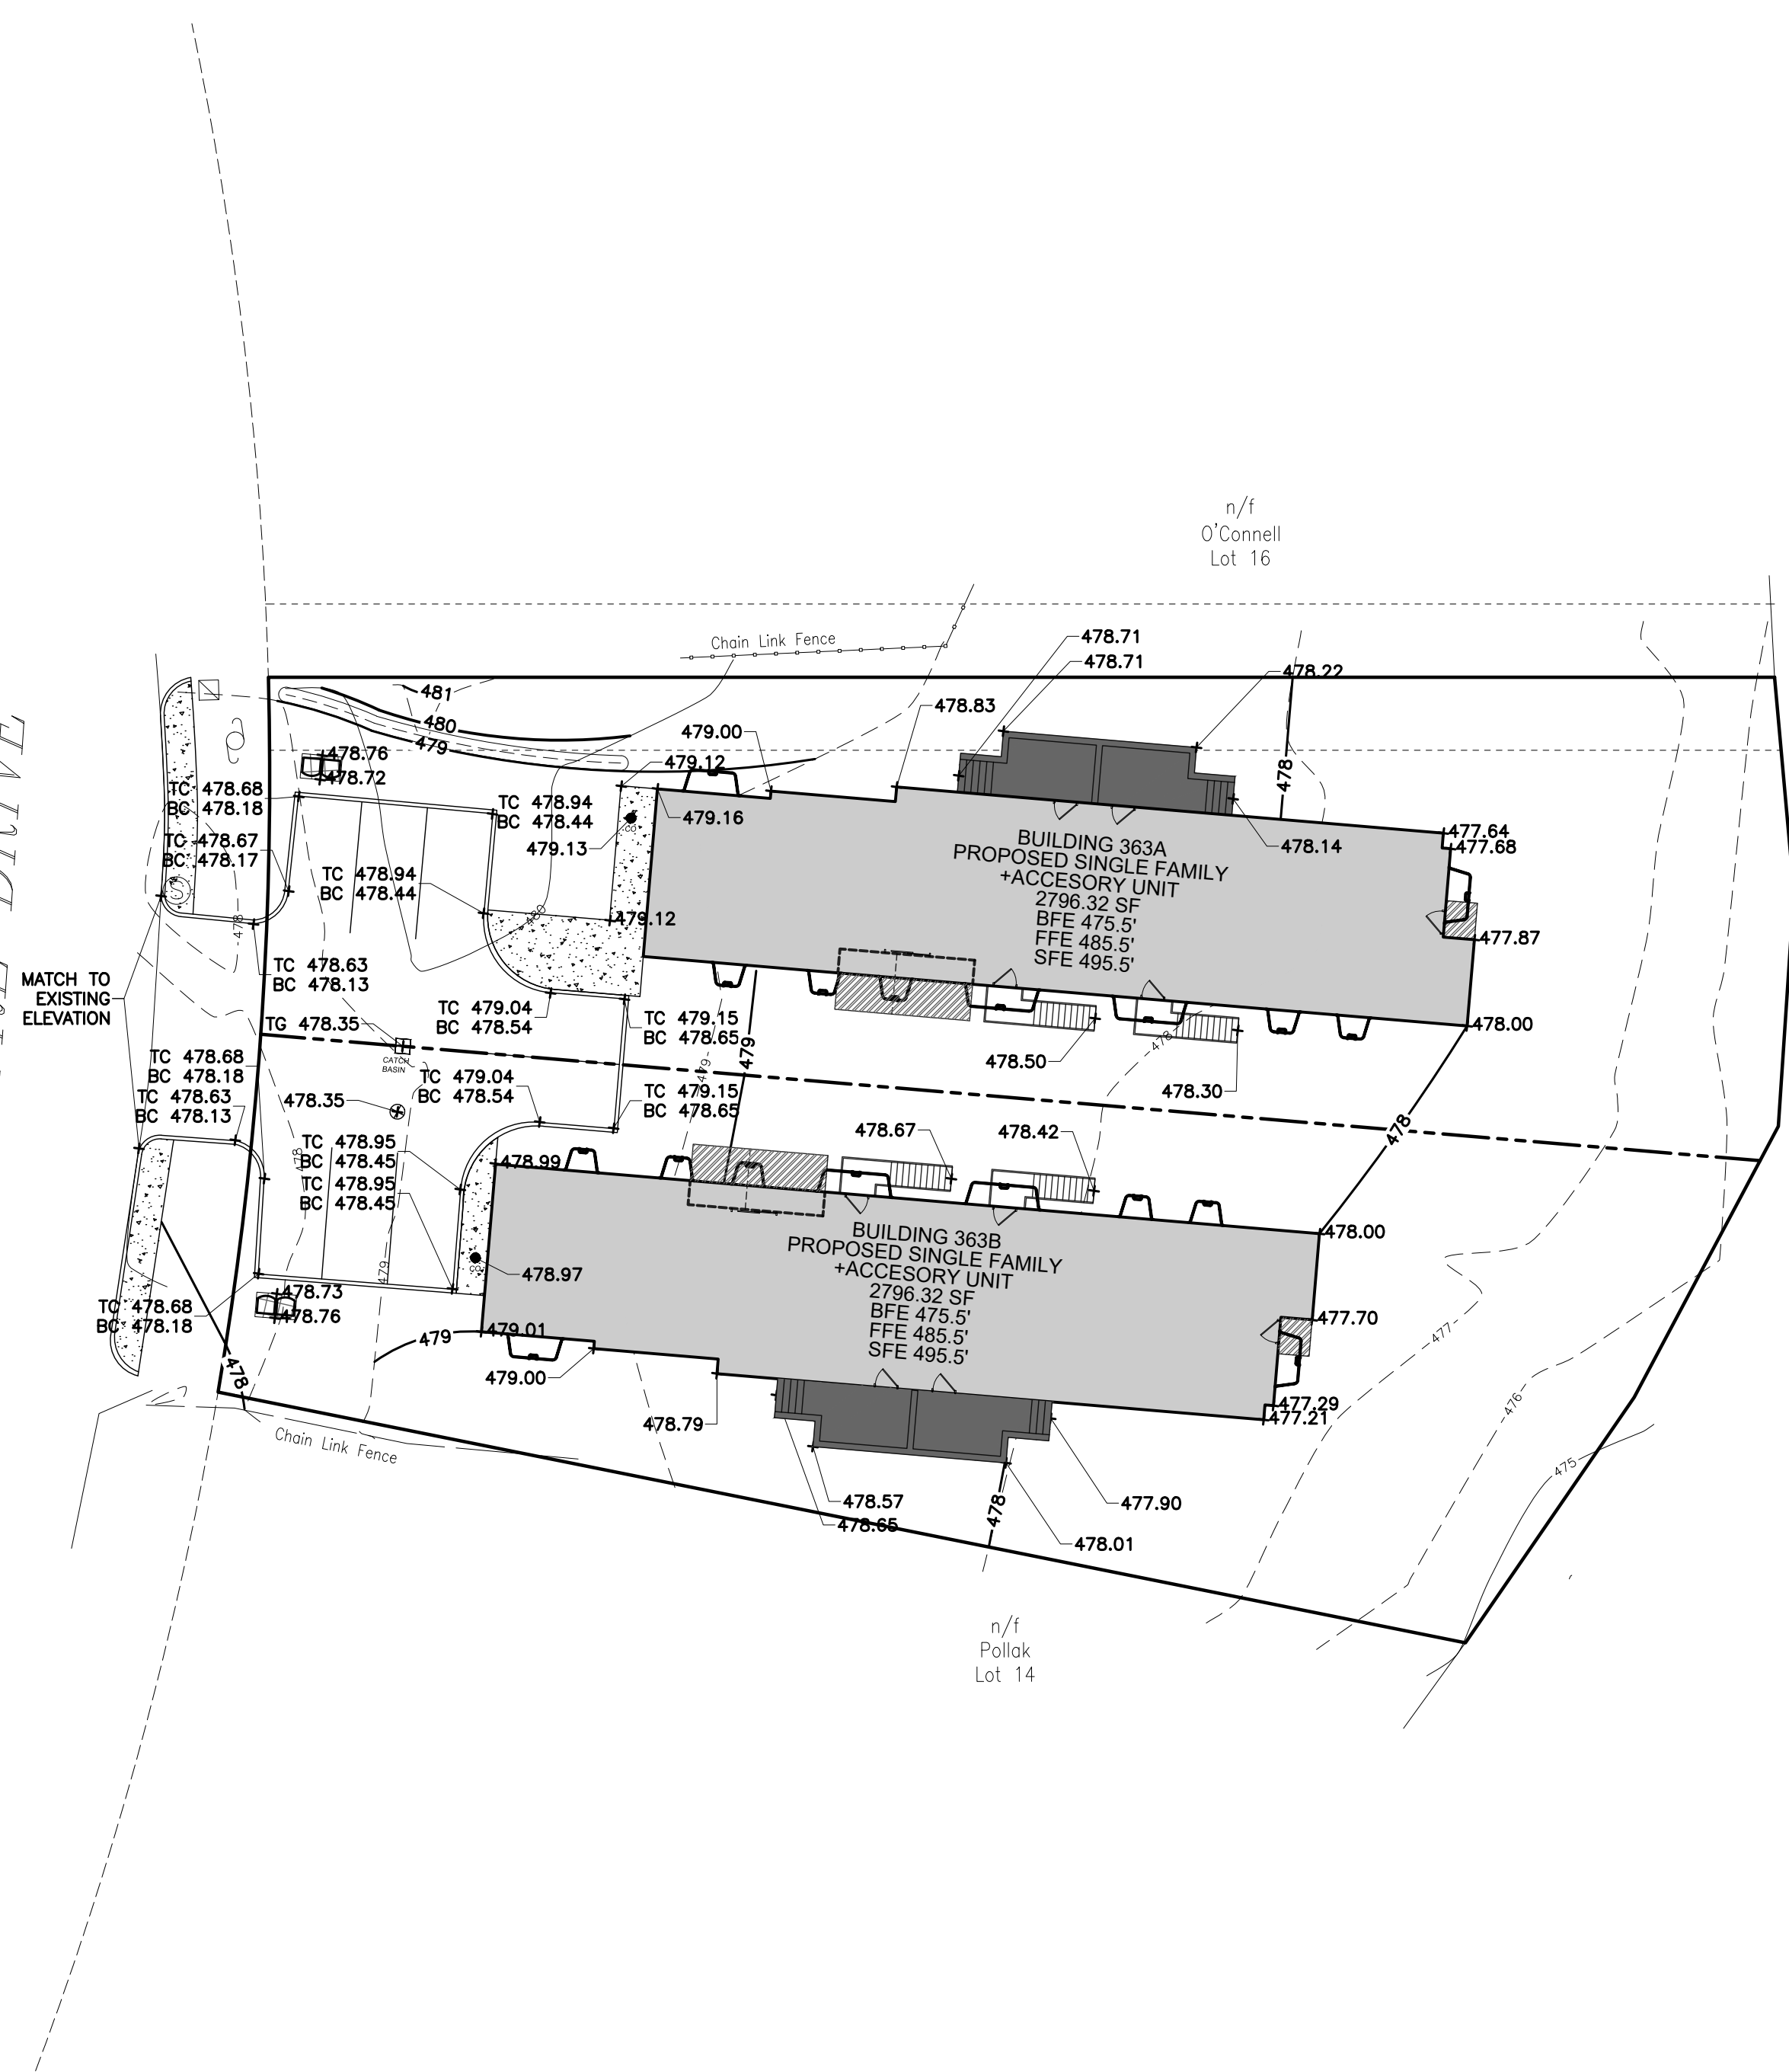 n/f
O'Connell
Lot 16
Chain Link Fence
478.71
478.71
478.22
481
480
479
478.83
479.00
479.12
478
478.76
478.72
TC 478.68
BC 478.18
TC 478.94
BC 478.44
479.16
479.13
TC 478.67
BC 478.17
TC 478.94
BC 478.44
CO
BUILDING 363A
PROPOSED SINGLE FAMILY
+ACCESORY UNIT
2796.32 SF
BFE 475.5'
FFE 485.5'
SFE 495.5'
478.14
477.64
477.68
477.87
478.00
S
478
480
479.12
DRIVE
MATCH TO
EXISTING
ELEVATION
TC 478.63
BC 478.13
TG 478.35
CATCH
BASIN
TC 479.04
BC 478.54
TC 479.15
BC 478.65
479
479
478
478.50
478.30
TC 478.68
BC 478.18
TC 478.63
BC 478.13
478.35
TC 479.04
BC 478.54
TC 479.15
BC 478.65
478.67
478.42
478
TC 478.95
BC 478.45
TC 478.95
BC 478.45
478
479
478.99
CO
478.97
BUILDING 363B
PROPOSED SINGLE FAMILY
+ACCESORY UNIT
2796.32 SF
BFE 475.5'
FFE 485.5'
SFE 495.5'
478.00
477.70
477
476
475
TC 478.68
BC 478.18
478.73
478.76
478
479
479.01
479.00
478.79
477.29
477.21
Chain Link Fence
478.57
478.65
478
477.90
478.01
n/f
Pollak
Lot 14